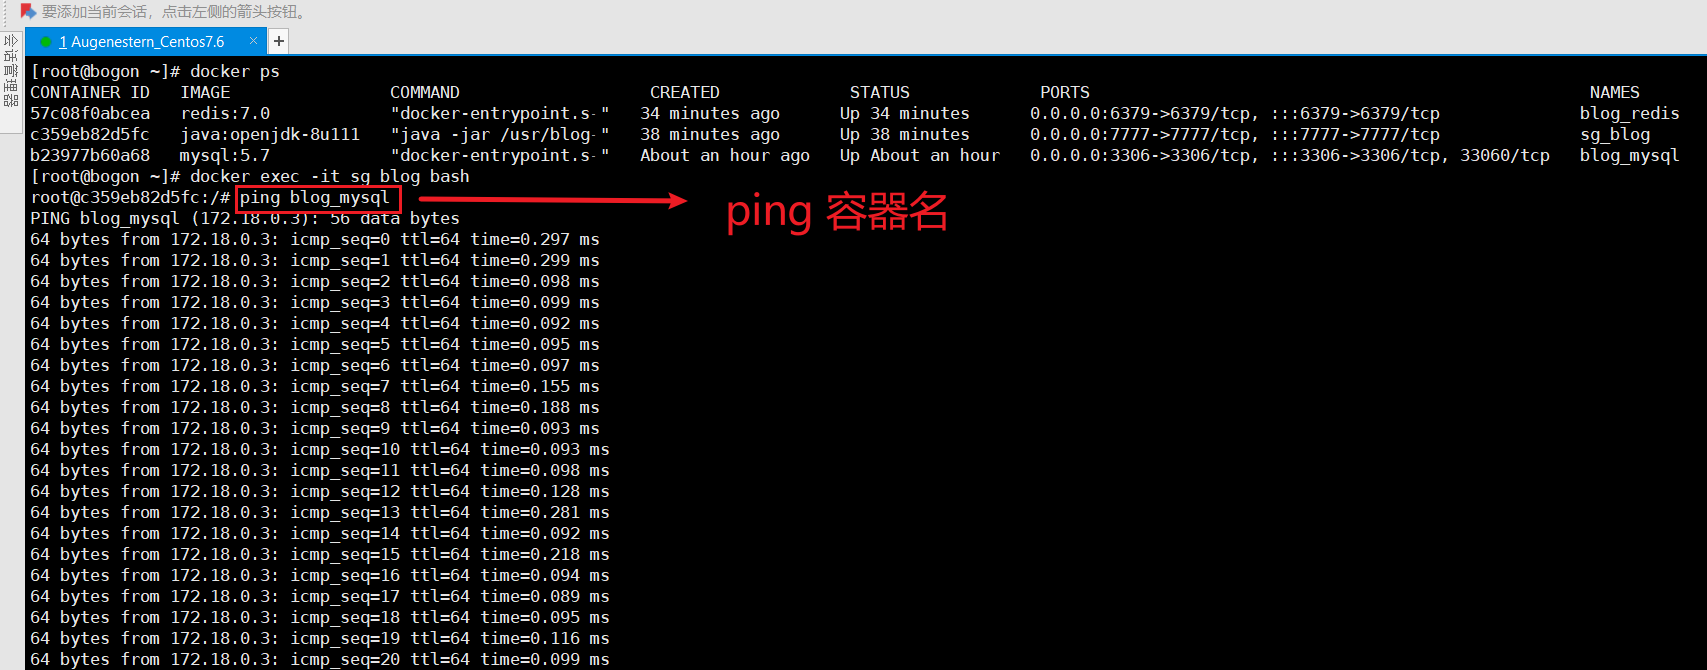 要添加当前会话，点击左侧的箭头按钮。
会话管理器
1 Augenestern_Centos7.6 × +
[root@bogon ~]# docker ps
CONTAINER ID IMAGE COMMAND CREATED STATUS PORTS NAMES
57c08f0abcea redis:7.0 "docker-entrypoint.s…" 34 minutes ago Up 34 minutes 0.0.0.0:6379->6379/tcp, :::6379->6379/tcp blog_redis
c359eb82d5fc java:openjdk-8u111 "java -jar /usr/blog…" 38 minutes ago Up 38 minutes 0.0.0.0:7777->7777/tcp, :::7777->7777/tcp sg_blog
b23977b60a68 mysql:5.7 "docker-entrypoint.s…" About an hour ago Up About an hour 0.0.0.0:3306->3306/tcp, :::3306->3306/tcp, 33060/tcp blog_mysql
[root@bogon ~]# docker exec -it sg_blog bash
root@c359eb82d5fc:/# ping blog_mysql
ping 容器名
PING blog_mysql (172.18.0.3): 56 data bytes
64 bytes from 172.18.0.3: icmp_seq=0 ttl=64 time=0.297 ms
64 bytes from 172.18.0.3: icmp_seq=1 ttl=64 time=0.299 ms
64 bytes from 172.18.0.3: icmp_seq=2 ttl=64 time=0.098 ms
64 bytes from 172.18.0.3: icmp_seq=3 ttl=64 time=0.099 ms
64 bytes from 172.18.0.3: icmp_seq=4 ttl=64 time=0.092 ms
64 bytes from 172.18.0.3: icmp_seq=5 ttl=64 time=0.095 ms
64 bytes from 172.18.0.3: icmp_seq=6 ttl=64 time=0.097 ms
64 bytes from 172.18.0.3: icmp_seq=7 ttl=64 time=0.155 ms
64 bytes from 172.18.0.3: icmp_seq=8 ttl=64 time=0.188 ms
64 bytes from 172.18.0.3: icmp_seq=9 ttl=64 time=0.093 ms
64 bytes from 172.18.0.3: icmp_seq=10 ttl=64 time=0.093 ms
64 bytes from 172.18.0.3: icmp_seq=11 ttl=64 time=0.098 ms
64 bytes from 172.18.0.3: icmp_seq=12 ttl=64 time=0.128 ms
64 bytes from 172.18.0.3: icmp_seq=13 ttl=64 time=0.281 ms
64 bytes from 172.18.0.3: icmp_seq=14 ttl=64 time=0.092 ms
64 bytes from 172.18.0.3: icmp_seq=15 ttl=64 time=0.218 ms
64 bytes from 172.18.0.3: icmp_seq=16 ttl=64 time=0.094 ms
64 bytes from 172.18.0.3: icmp_seq=17 ttl=64 time=0.089 ms
64 bytes from 172.18.0.3: icmp_seq=18 ttl=64 time=0.095 ms
64 bytes from 172.18.0.3: icmp_seq=19 ttl=64 time=0.116 ms
64 bytes from 172.18.0.3: icmp_seq=20 ttl=64 time=0.099 ms